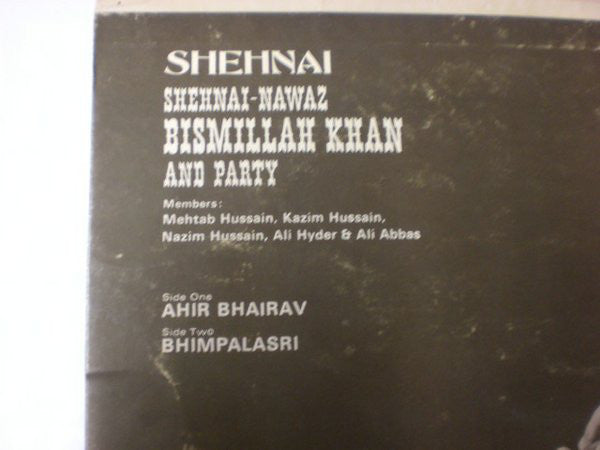 SHEHNAI
SHEHNAI-NAWAZ
BISMILLAH KHAN
AND PARTY
Members:
Mehtab Hussain, Kazim Hussain,
Nazim Hussain, Ali Hyder & Ali Abbas
Side One
AHIR BHAIRAV
Side Two
BHIMPALASRI